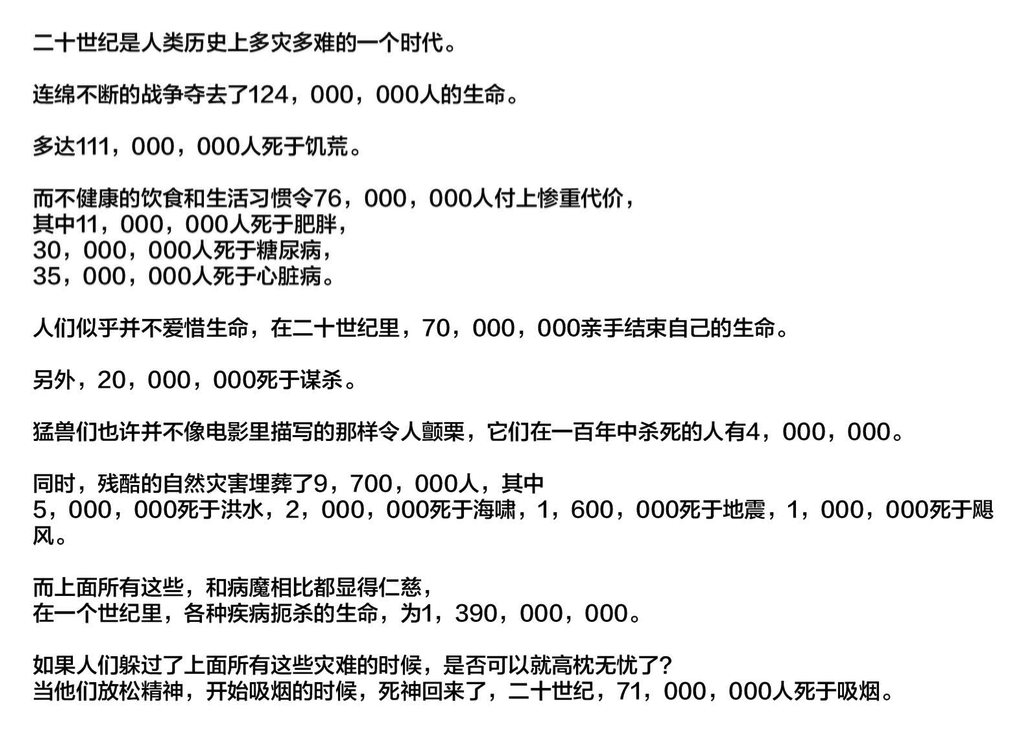 二十世纪是人类历史上多灾多难的一个时代。
连绵不断的战争夺去了124，000，000人的生命。
多达111，000，000人死于饥荒。
而不健康的饮食和生活习惯令76，000，000人付上惨重代价，
其中11，000，000人死于肥胖，
30，000，000人死于糖尿病，
35，000，000人死于心脏病。
人们似乎并不爱惜生命，在二十世纪里，70，000，000亲手结束自己的生命。
另外，20，000，000死于谋杀。
猛兽们也许并不像电影里描写的那样令人颤栗，它们在一百年中杀死的人有4，000，000。
同时，残酷的自然灾害埋葬了9，700，000人，其中
5，000，000死于洪水，2，000，000死于海啸，1，600，000死于地震，1，000，000死于飓
风。
而上面所有这些，和病魔相比都显得仁慈，
在一个世纪里，各种疾病扼杀的生命，为1，390，000，000。
如果人们躲过了上面所有这些灾难的时候，是否可以就高枕无忧了？
当他们放松精神，开始吸烟的时候，死神回来了，二十世纪，71，000，000人死于吸烟。